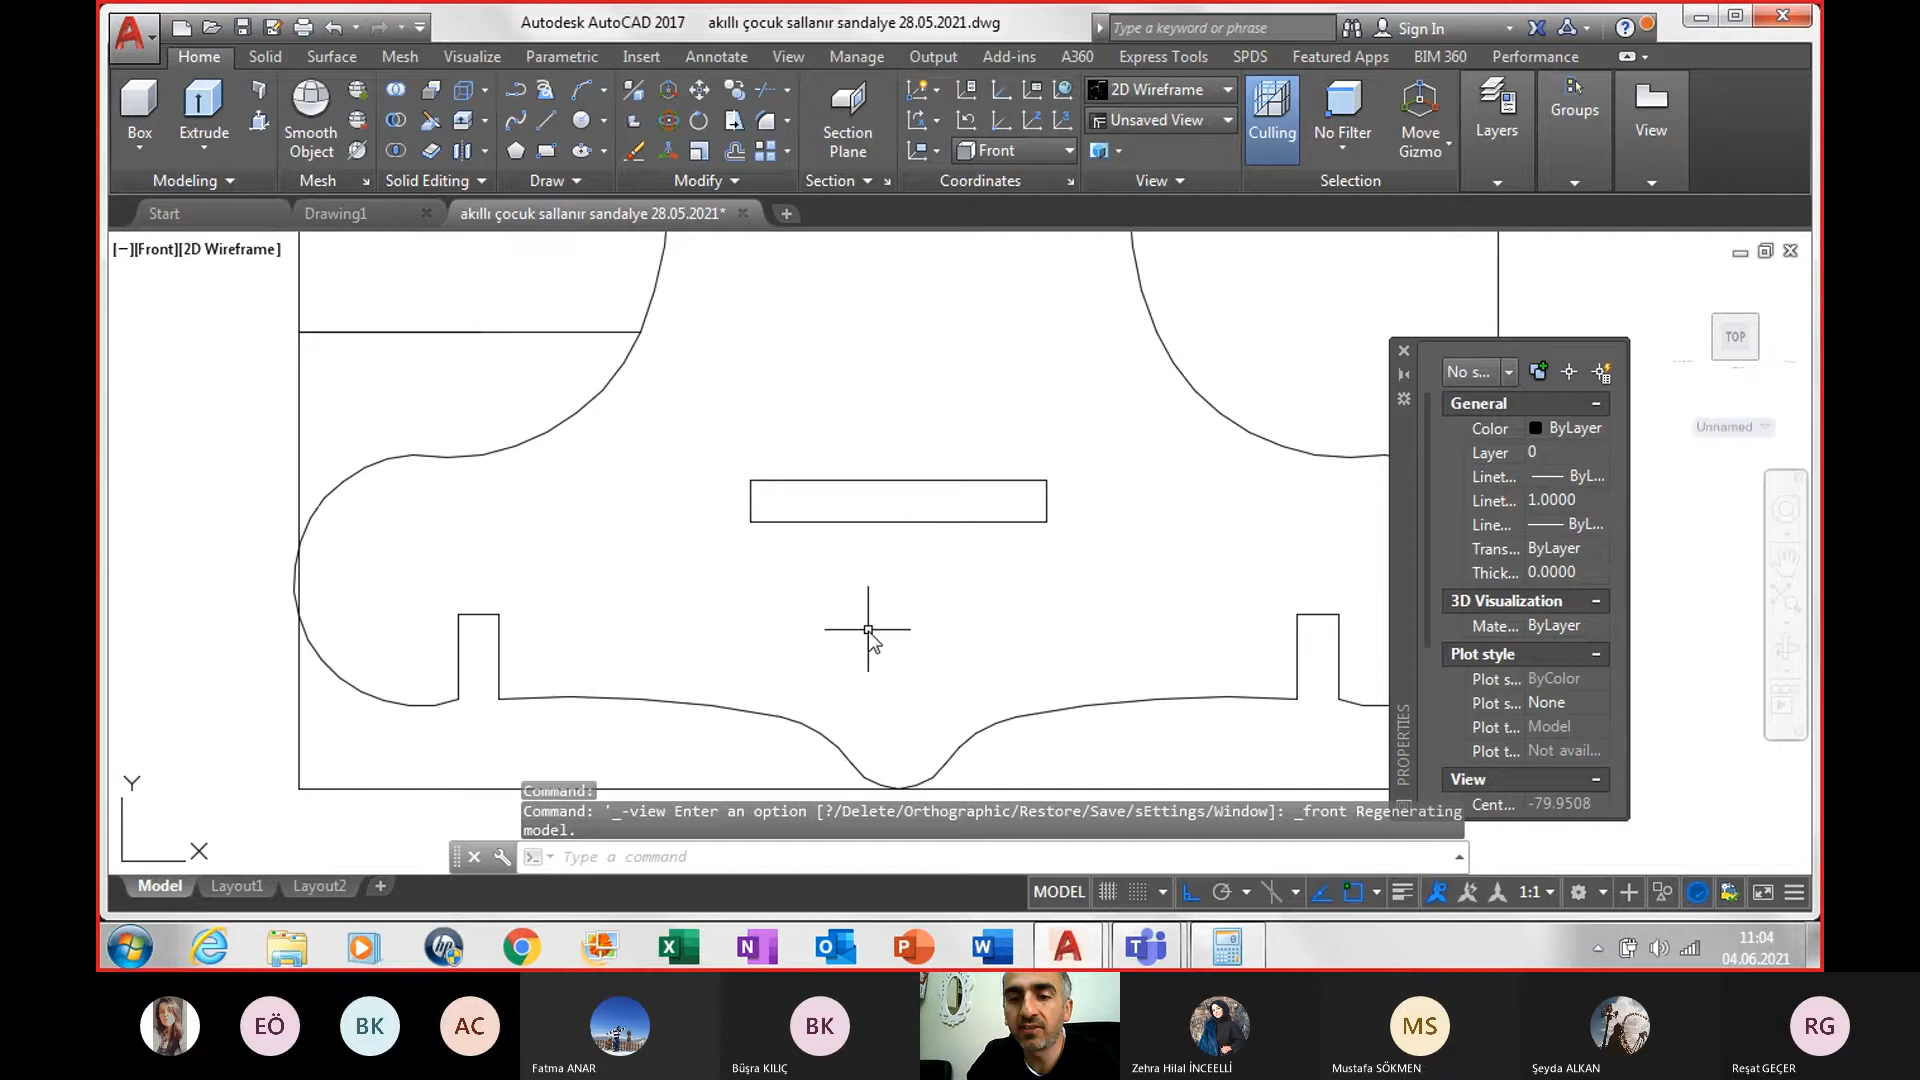 Autodesk AutoCAD 2017 akıllı çocuk sallanır sandalye 28.05.2021.dwg
Type a keyword or phrase
Sign In
Home Solid Surface Mesh Visualize Parametric Annotate Insert View Manage Output Add-ins A360 Express Tools SPDS Featured Apps BIM 360 Performance
Box
Extrude
Smooth
Object
Section
Plane
Front
2D Wireframe
Unsaved View
Culling
No Filter
Move
Gizmo
Layers
Groups
View
Modeling Mesh Solid Editing Draw Modify Section Coordinates View Selection
Start Drawing1 akıllı çocuk sallanır sandalye 28.05.2021*
[−][Front][2D Wireframe]
TOP
Unnamed
No s...
General
Color ByLayer
Layer 0
Linet... ByL...
Linet... 1.0000
Line... ByL...
Trans... ByLayer
Thick... 0.0000
3D Visualization
Mate... ByLayer
Plot style
Plot s... ByColor
Plot s... None
Plot t... Model
Plot t... Not avail...
View
Cent... -79.9508
PROPERTIES
Y
X
Command:
Command: '_-view Enter an option [?/Delete/Orthographic/Restore/Save/sEttings/Window]: _front Regenerating
model.
Type a command
Model Layout1 Layout2
MODEL 1:1
11:04
04.06.2021
EÖ BK AC BK MS RG
Fatma ANAR Büşra KILIÇ Zehra Hilal İNCEELLİ Mustafa SÖKMEN Şeyda ALKAN Reşat GEÇER